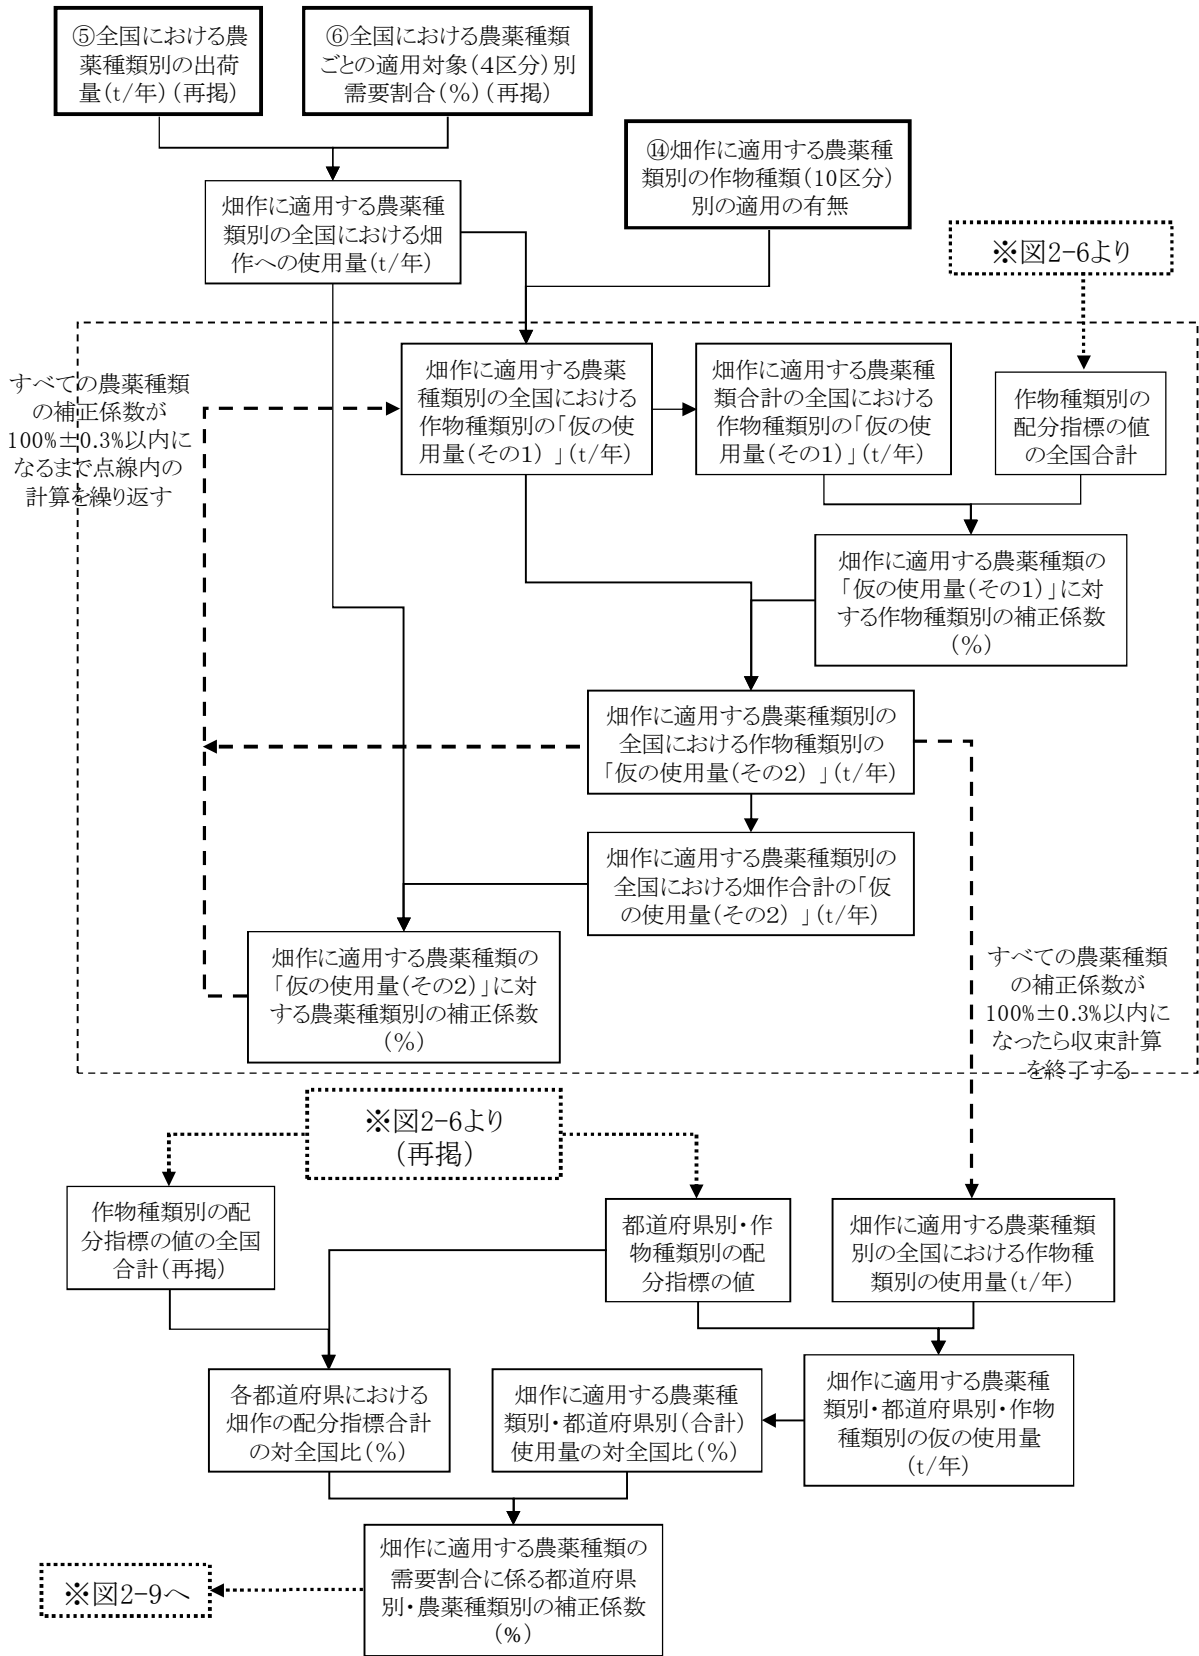 ⑤全国における農
薬種類別の出荷
量(t/年)(再掲)
⑥全国における農薬種類
ごとの適用対象(4区分)別
需要割合(%)(再掲)
⑭畑作に適用する農薬種
類別の作物種類(10区分)
別の適用の有無
畑作に適用する農薬種
類別の全国における畑
作への使用量(t/年)
※図2-6より
すべての農薬種類
の補正係数が
100%±0.3%以内に
なるまで点線内の
計算を繰り返す
畑作に適用する農薬
種類別の全国における
作物種類別の「仮の使
用量(その1)」(t/年)
畑作に適用する農薬種
類合計の全国における
作物種類別の「仮の使
用量(その1)」(t/年)
作物種類別の
配分指標の値
の全国合計
畑作に適用する農薬種類の
「仮の使用量(その1)」に対
する作物種類別の補正係数
(%)
畑作に適用する農薬種類別の
全国における作物種類別の
「仮の使用量(その2)」(t/年)
畑作に適用する農薬種類別の
全国における畑作合計の「仮
の使用量(その2)」(t/年)
畑作に適用する農薬種類の
「仮の使用量(その2)」に対
する農薬種類別の補正係数
(%)
すべての農薬種類
の補正係数が
100%±0.3%以内に
なったら収束計算
を終了する
※図2-6より
(再掲)
作物種類別の配
分指標の値の全国
合計(再掲)
都道府県別・作
物種類別の配
分指標の値
畑作に適用する農薬種類
別の全国における作物種
類別の使用量(t/年)
各都道府県における
畑作の配分指標合計
の対全国比(%)
畑作に適用する農薬種
類別・都道府県別(合計)
使用量の対全国比(%)
畑作に適用する農薬種
類別・都道府県別・作物
種類別の仮の使用量
(t/年)
畑作に適用する農薬種類の
需要割合に係る都道府県
別・農薬種類別の補正係数
(%)
※図2-9へ